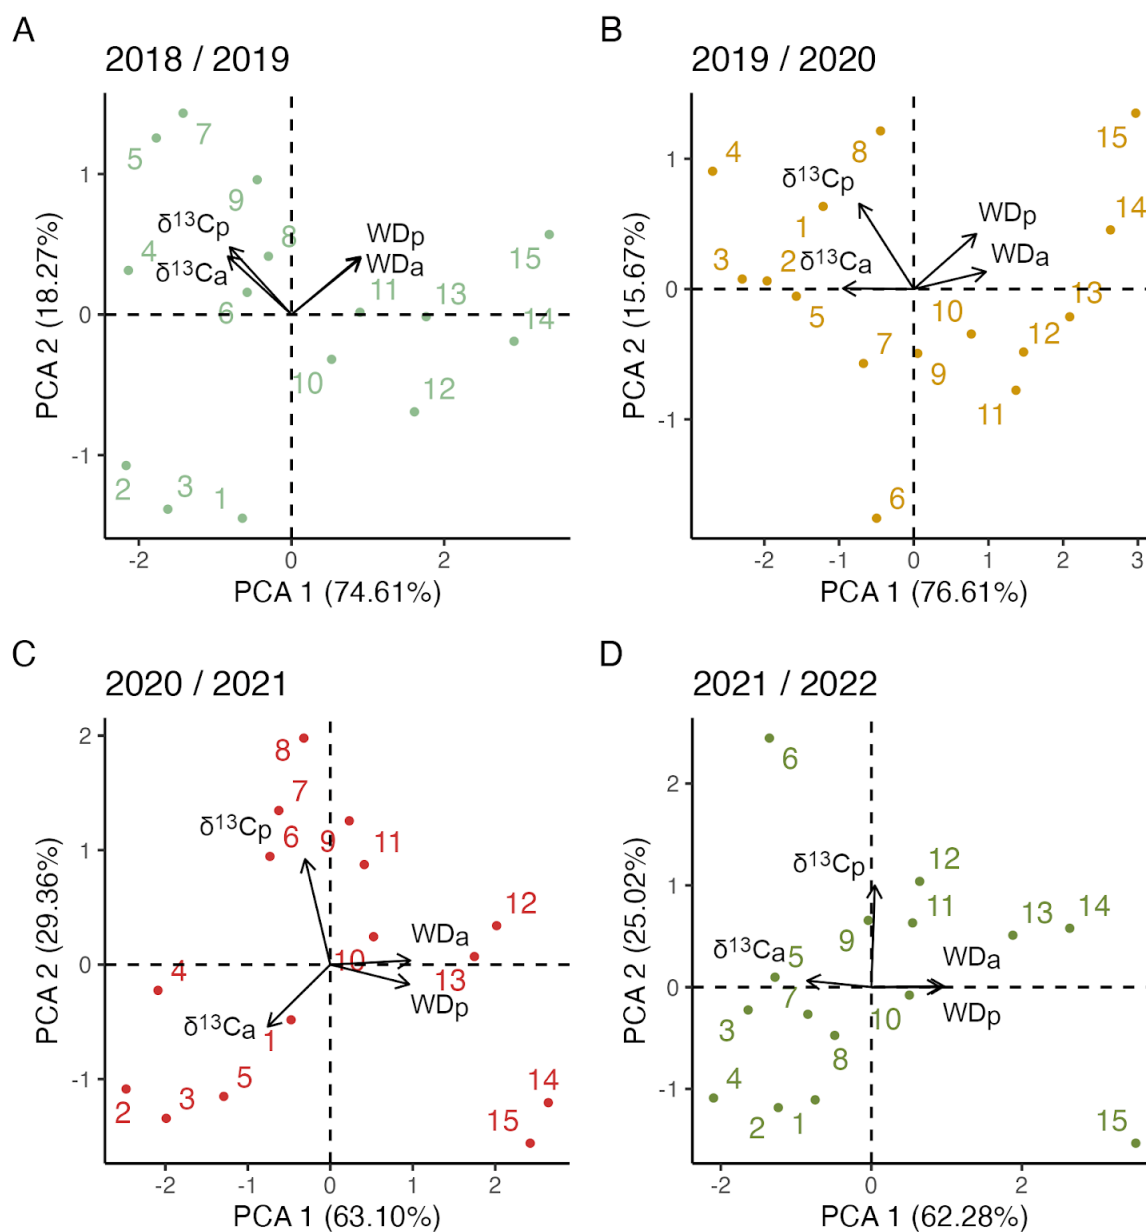 A
2018 / 2019
7
5
9
δ¹³Cp
8
WDp
4
δ¹³Ca
WDa
15
6
11
13
14
10
12
2
3
1
1
0
-1
-2
0
2
PCA 2 (18.27%)
PCA 1 (74.61%)
B
2019 / 2020
4
8
15
δ¹³Cp
1
WDp
14
3
2
δ¹³Ca
WDa
5
10
13
7
12
9
11
6
1
0
-1
-2
-1
0
1
2
3
PCA 2 (15.67%)
PCA 1 (76.61%)
C
2020 / 2021
8
7
δ¹³Cp
6
9
11
12
4
10
WDa
13
δ¹³Ca
1
WDp
2
3
5
14
15
2
1
0
-1
-2
0
2
PCA 2 (29.36%)
PCA 1 (63.10%)
D
2021 / 2022
6
δ¹³Cp
12
11
13
14
δ¹³Ca
5
9
WDa
3
7
10
WDp
8
4
2
1
15
2
1
0
-1
-2
0
2
PCA 2 (25.02%)
PCA 1 (62.28%)